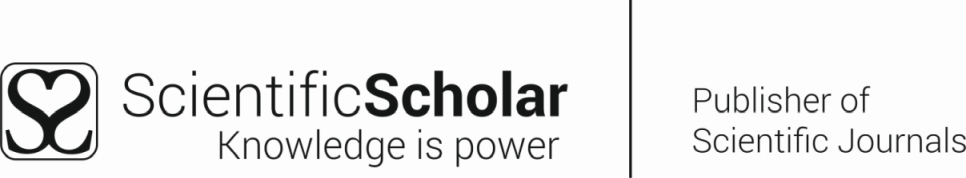 ScientificScholar
Knowledge is power
Publisher of
Scientific Journals